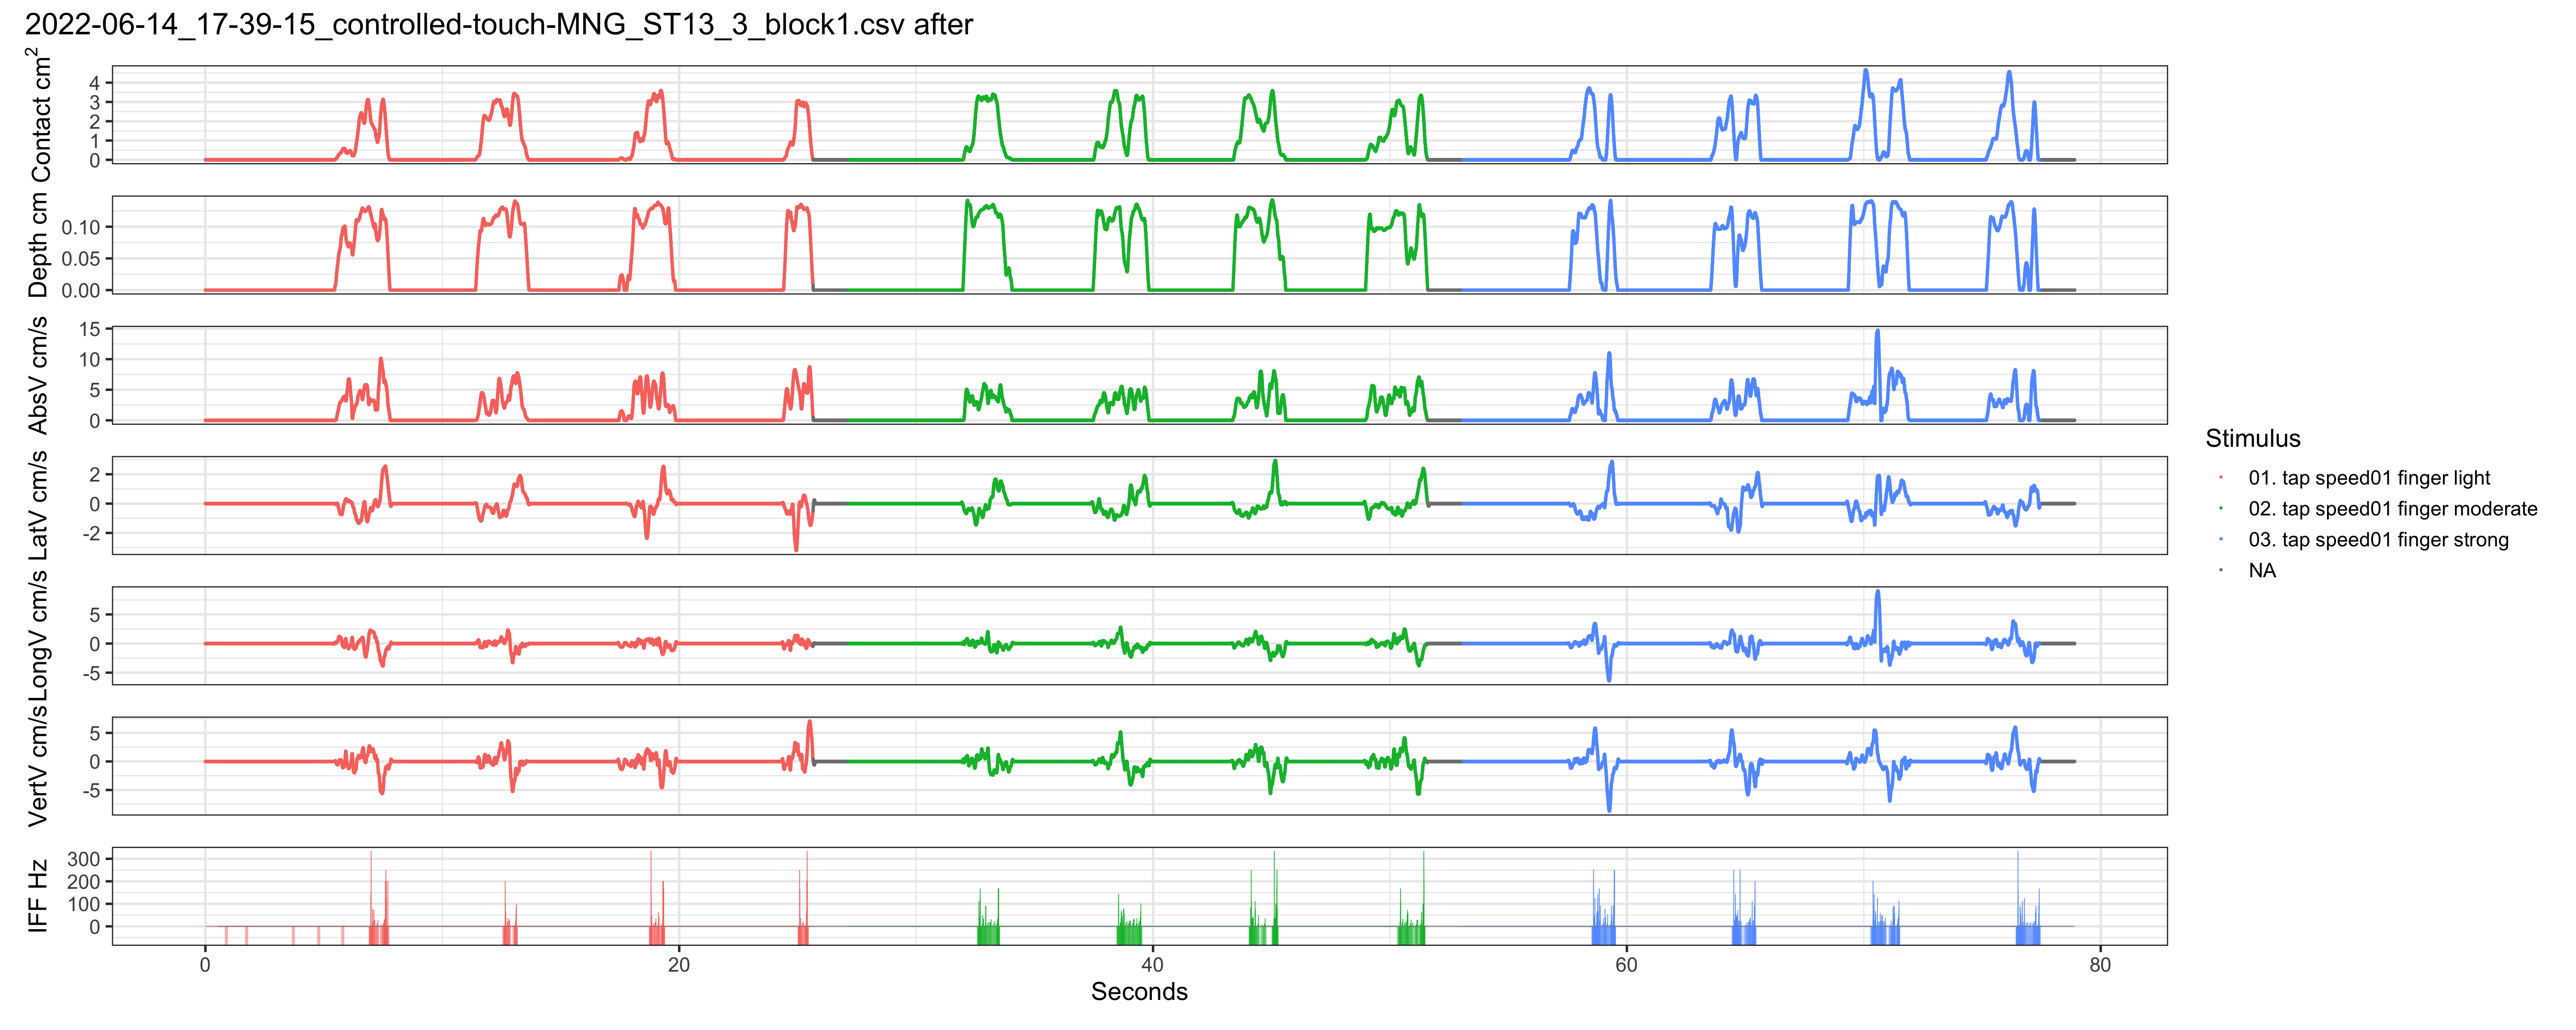 2022-06-14_17-39-15_controlled-touch-MNG_ST13_3_block1.csv after
Contact cm²
4
3
2
1
0
Depth cm
0.10
0.05
0.00
AbsV cm/s
15
10
5
0
LatV cm/s
2
0
-2
LongV cm/s
5
0
-5
VertV cm/s
5
0
-5
IFF Hz
300
200
100
0
0 20 40 60 80
Seconds
Stimulus
01. tap speed01 finger light
02. tap speed01 finger moderate
03. tap speed01 finger strong
NA